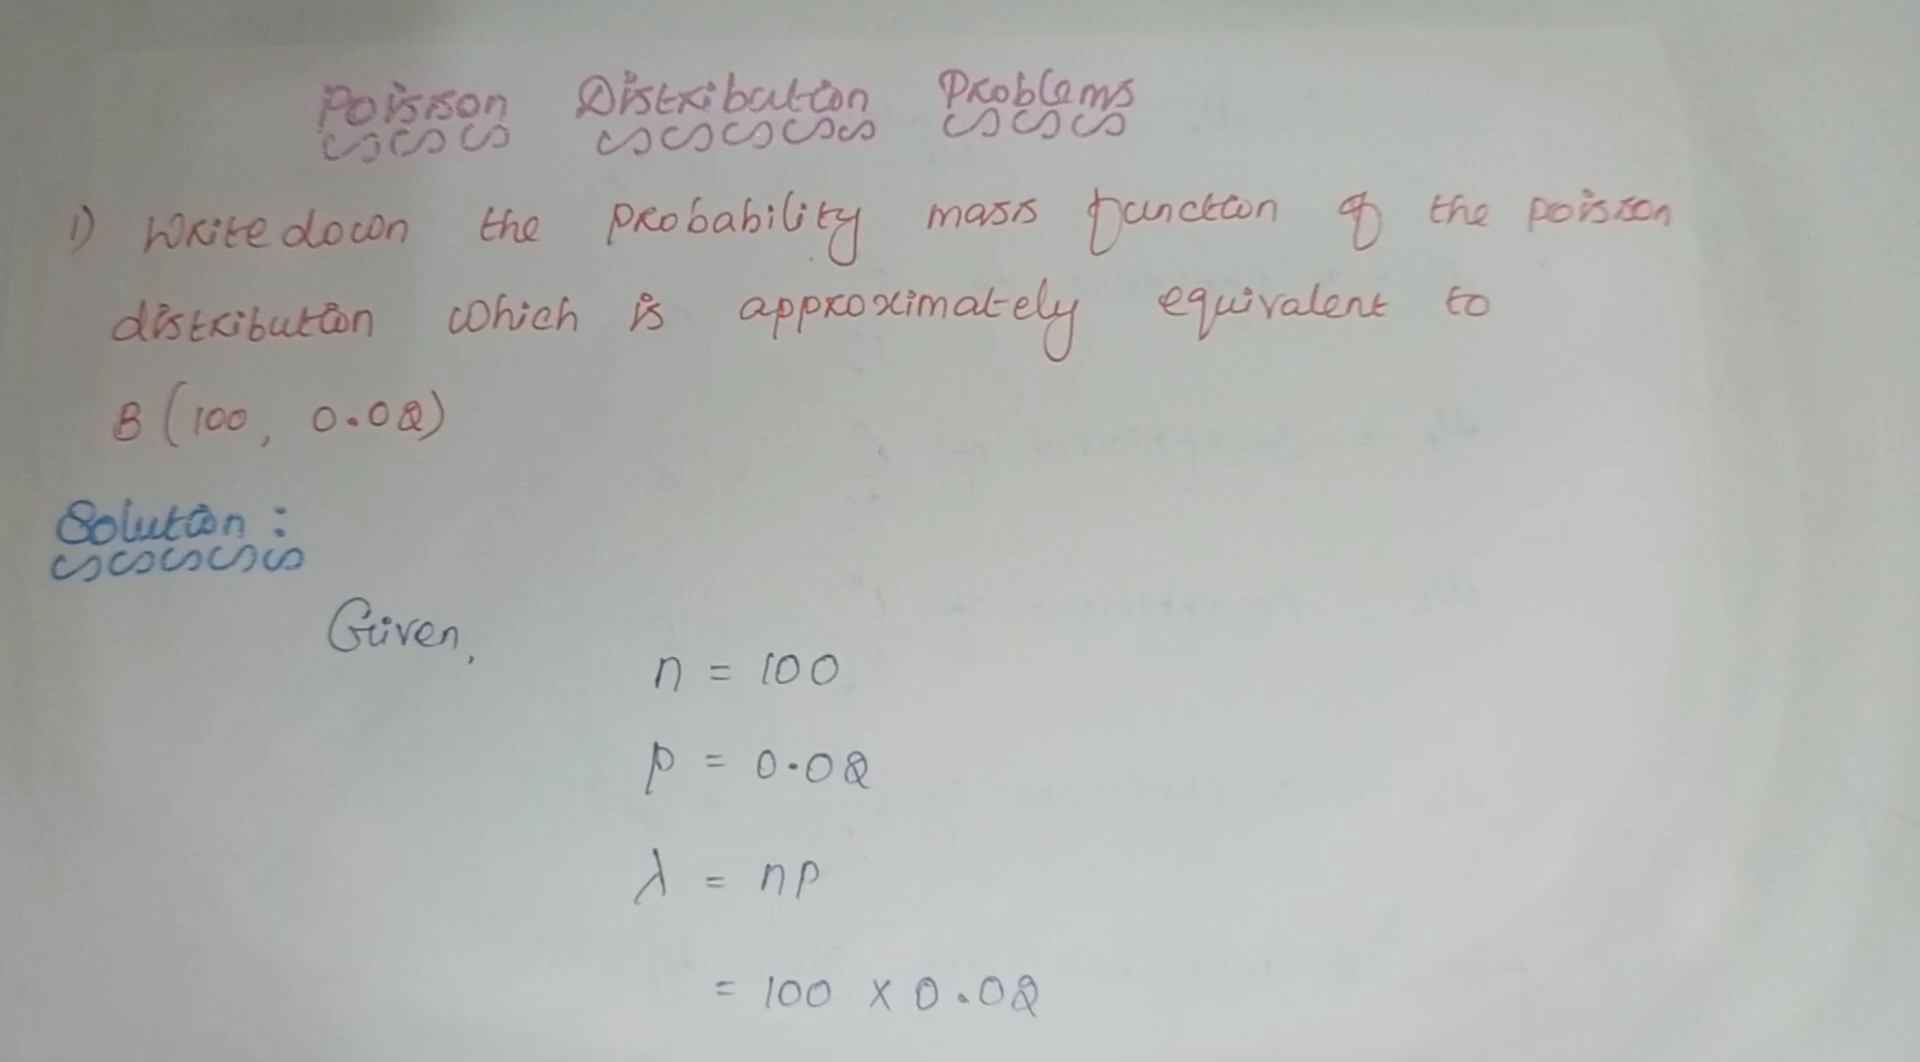 Poisson Distribution Problems
1) Write down the probability mass function of the poisson
distribution which is approximately equivalent to
B (100, 0.02)
Solution :
Given,
n = 100
p = 0.02
λ = np
= 100 x 0.02